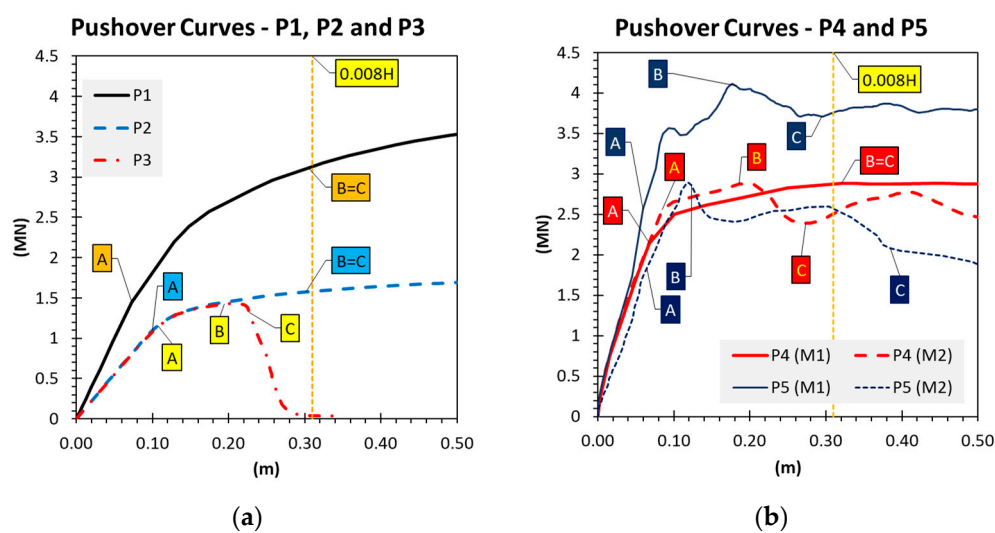 Pushover Curves - P1, P2 and P3
4.5
4
3.5
3
2.5
2
1.5
1
0.5
0
(MN)
P1
P2
P3
0.008H
B=C
A
A
B=C
A
B
C
0.00
0.10
0.20
0.30
0.40
0.50
(m)
(a)
Pushover Curves - P4 and P5
4.5
4
3.5
3
2.5
2
1.5
1
0.5
0
(MN)
0.008H
B
A
C
A
B
B=C
A
C
B
A
C
P4 (M1)
P4 (M2)
P5 (M1)
P5 (M2)
0.00
0.10
0.20
0.30
0.40
0.50
(m)
(b)